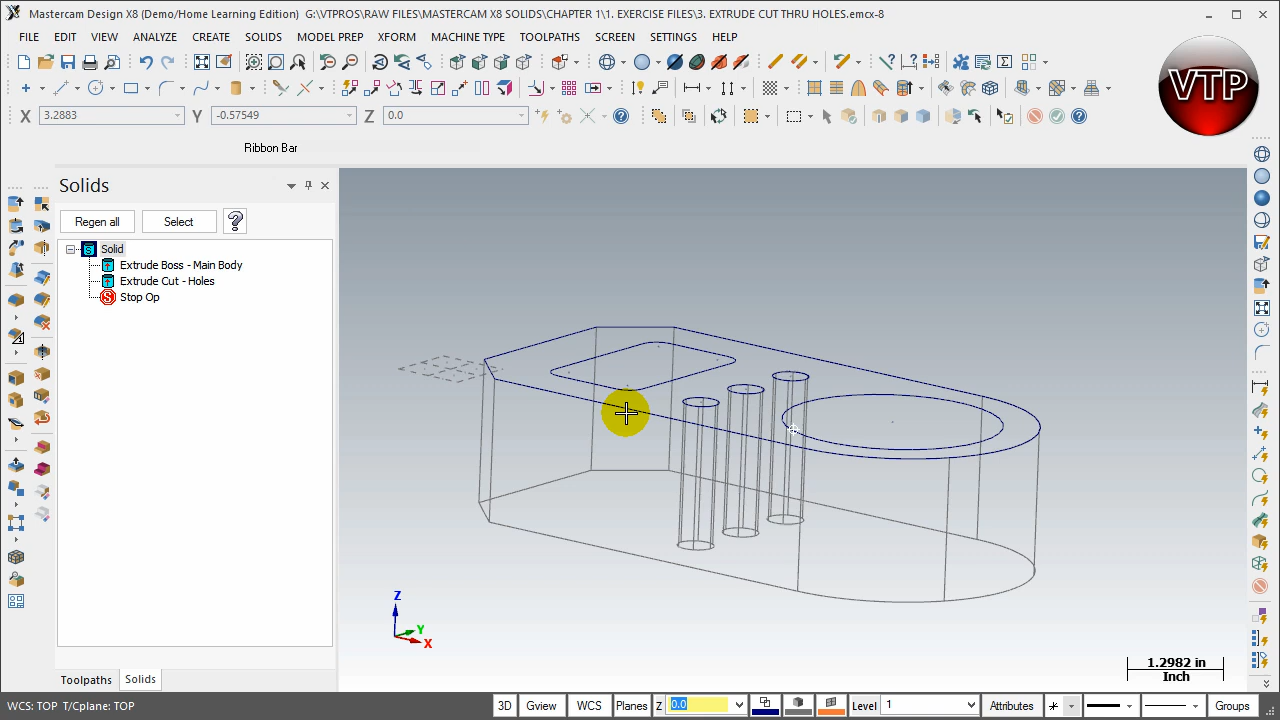 Mastercam Design X8 (Demo/Home Learning Edition) G:\VTPROS\RAW FILES\MASTERCAM X8 SOLIDS\CHAPTER 1\1. EXERCISE FILES\3. EXTRUDE CUT THRU HOLES.emcx-8
FILE EDIT VIEW ANALYZE CREATE SOLIDS MODEL PREP XFORM MACHINE TYPE TOOLPATHS SCREEN SETTINGS HELP
VTP
X 3.2883 Y -0.57549 Z 0.0
Ribbon Bar
Solids
Regen all Select ?
Solid
Extrude Boss - Main Body
Extrude Cut - Holes
Stop Op
Z
Y
X
1.2982 in
Inch
Toolpaths Solids
WCS: TOP T/Cplane: TOP 3D Gview WCS Planes Z 0.0 Level 1 Attributes Groups